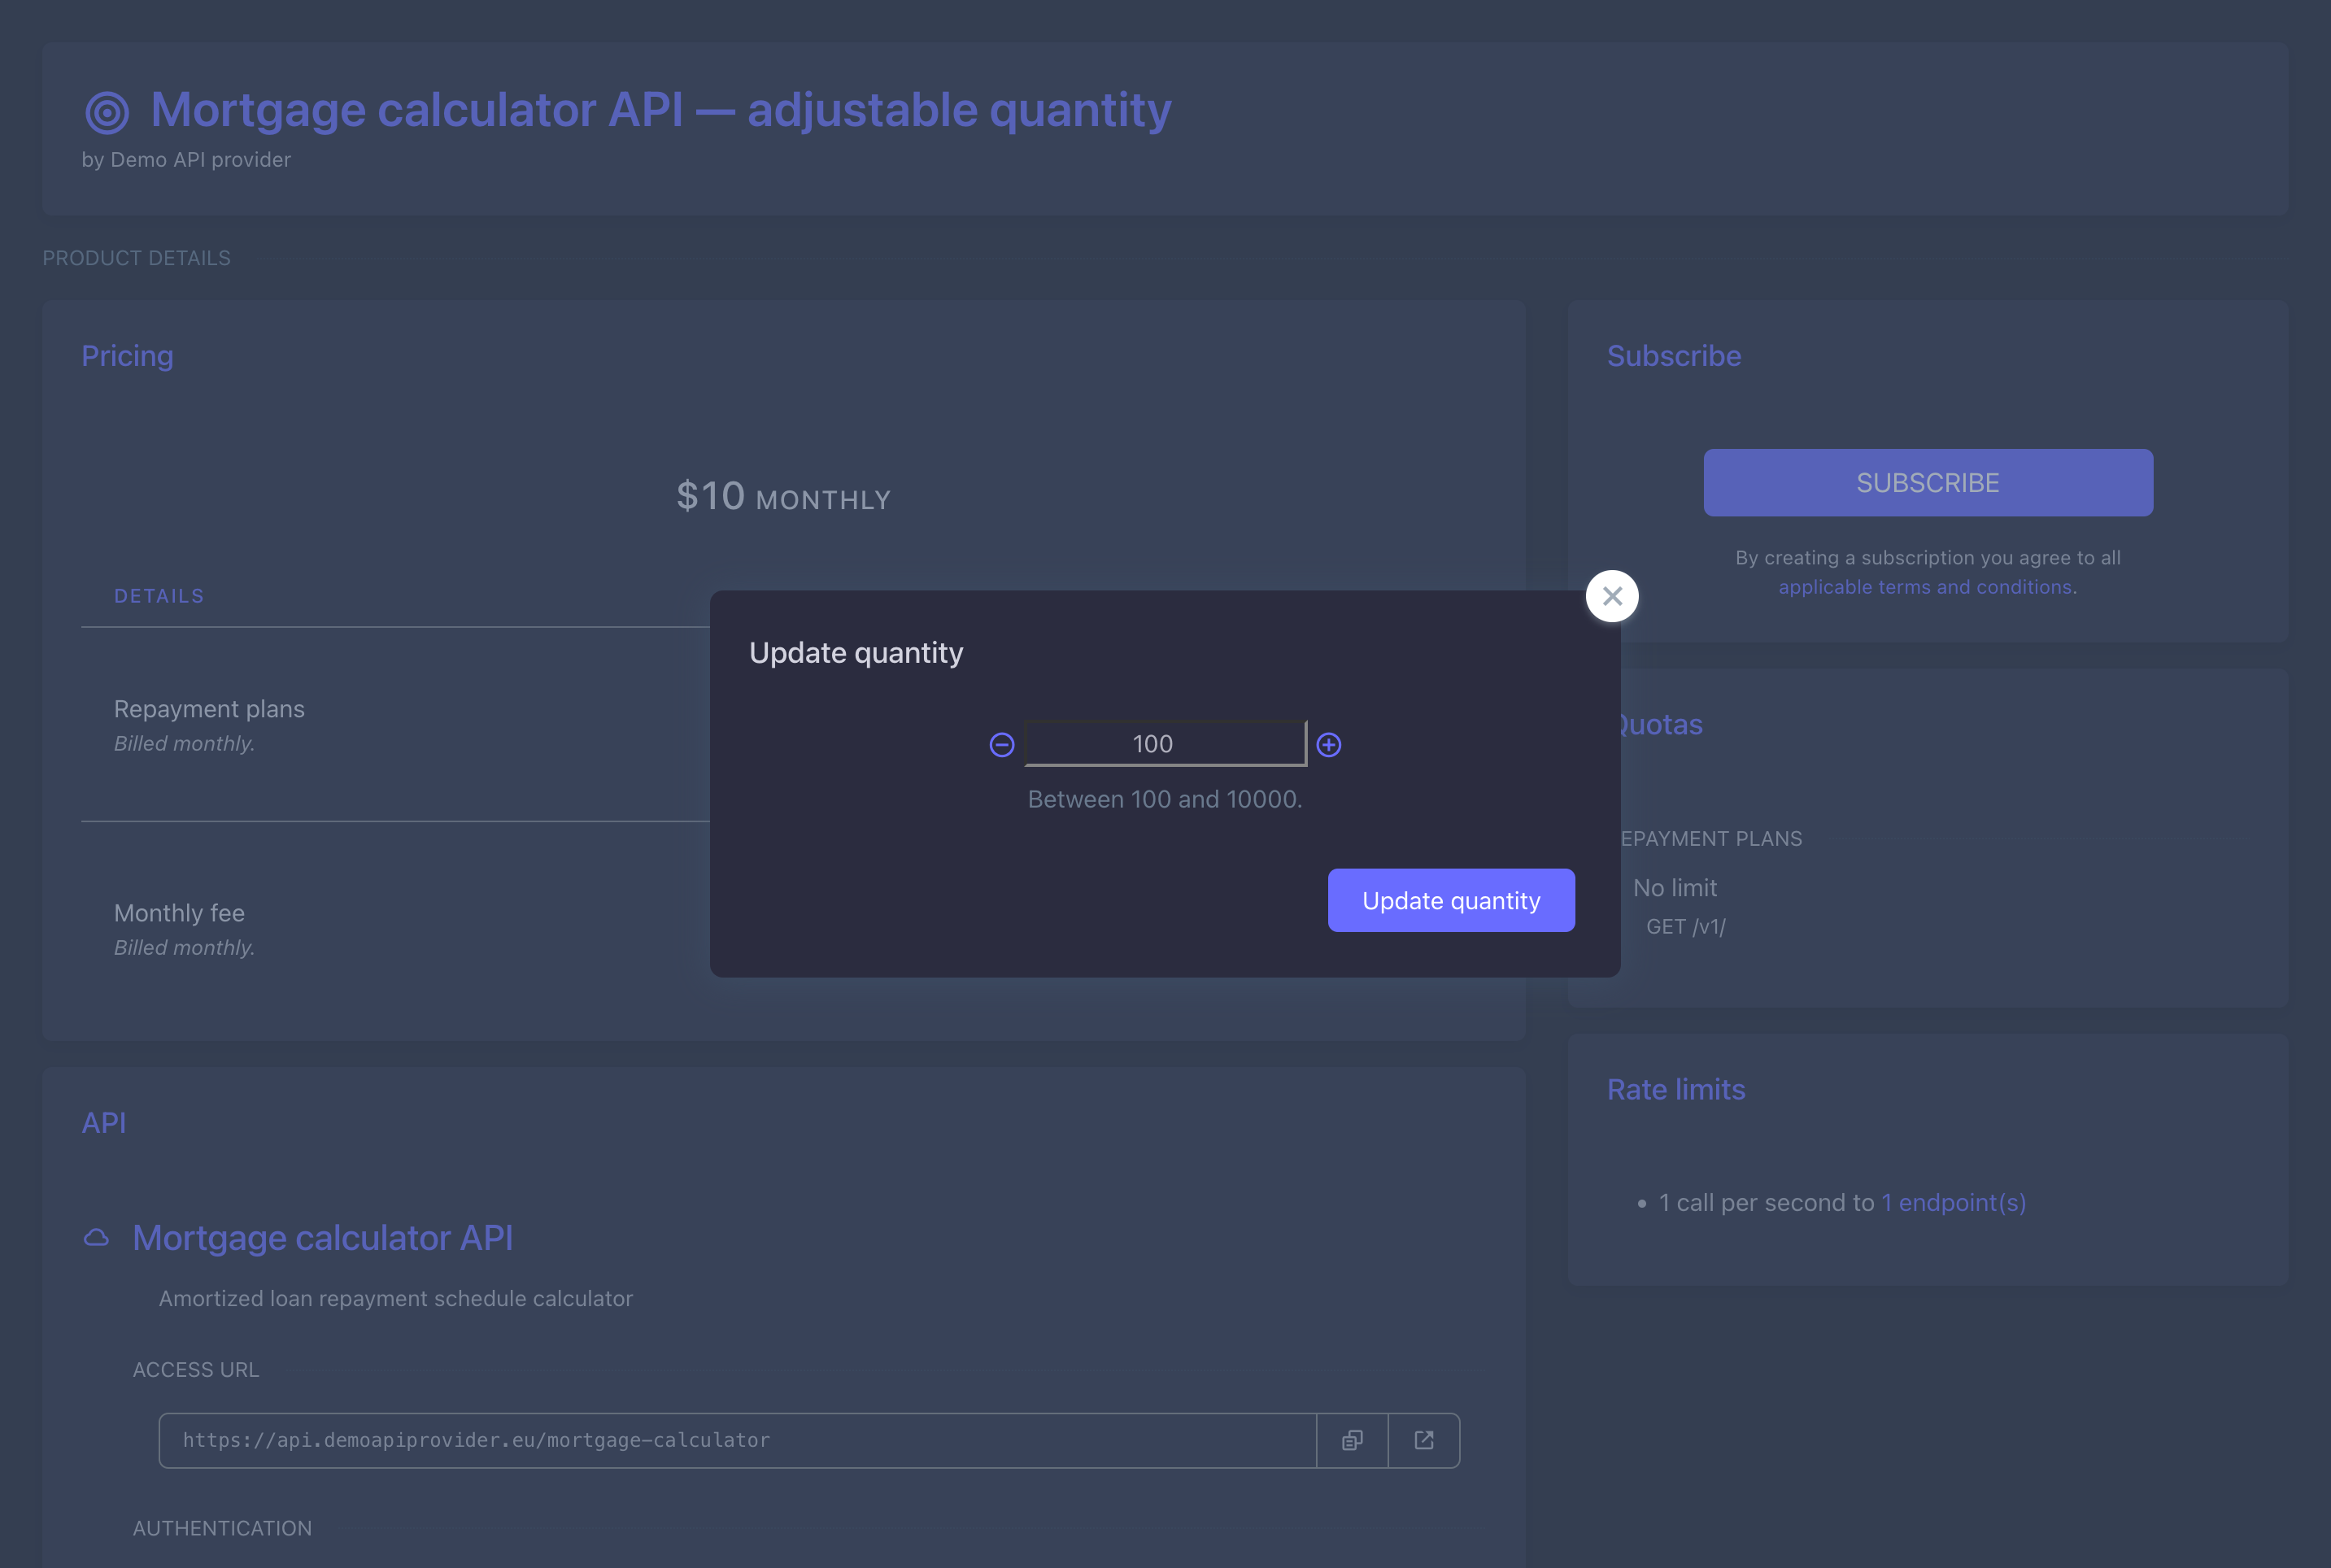 Mortgage calculator API — adjustable quantity
by Demo API provider
PRODUCT DETAILS
Pricing
$10 MONTHLY
DETAILS
Repayment plans
Billed monthly.
Monthly fee
Billed monthly.
Subscribe
SUBSCRIBE
By creating a subscription you agree to all
applicable terms and conditions.
Update quantity
100
Between 100 and 10000.
Update quantity
Quotas
EPAYMENT PLANS
No limit
GET /v1/
Rate limits
• 1 call per second to 1 endpoint(s)
API
Mortgage calculator API
Amortized loan repayment schedule calculator
ACCESS URL
https://api.demoapiprovider.eu/mortgage-calculator
AUTHENTICATION